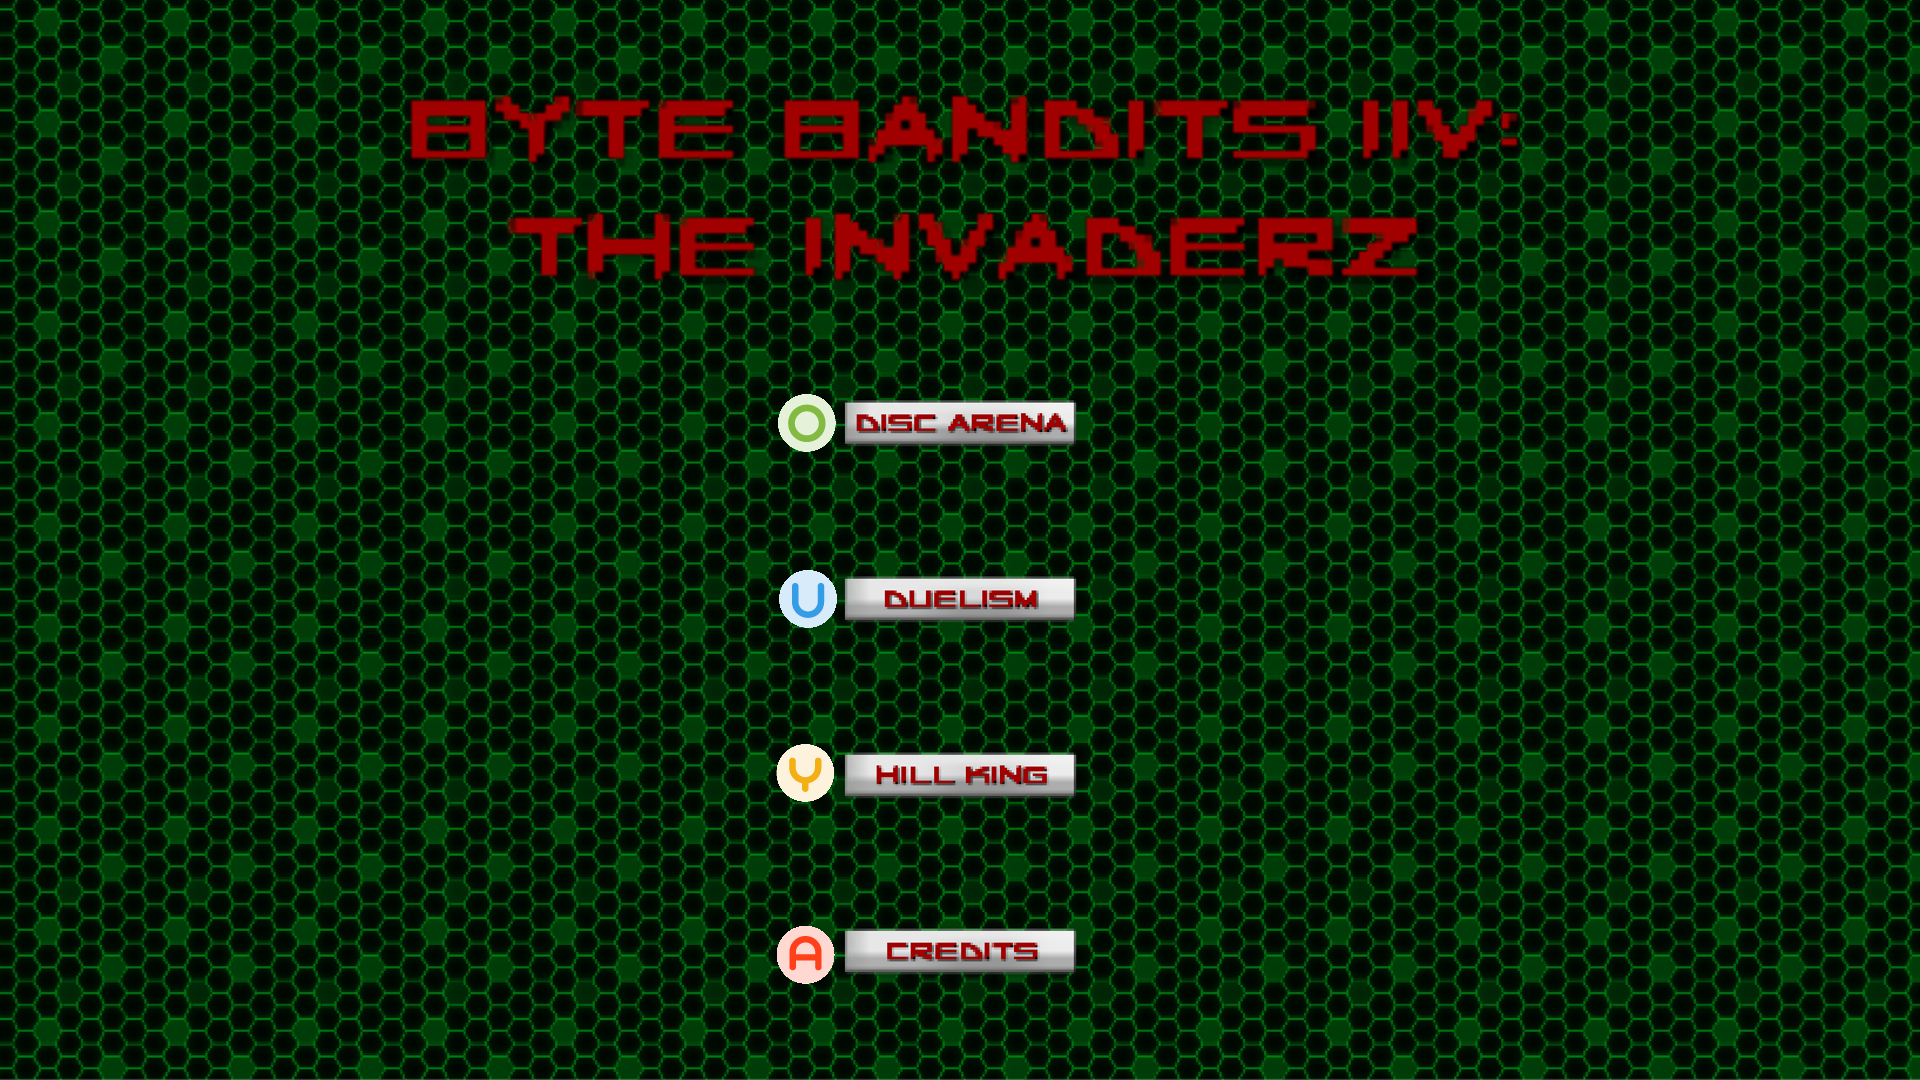 BYTE BANDITS IIV:
THE INVADERZ
O DISC ARENA
U DUELISM
Y HILL KING
A CREDITS